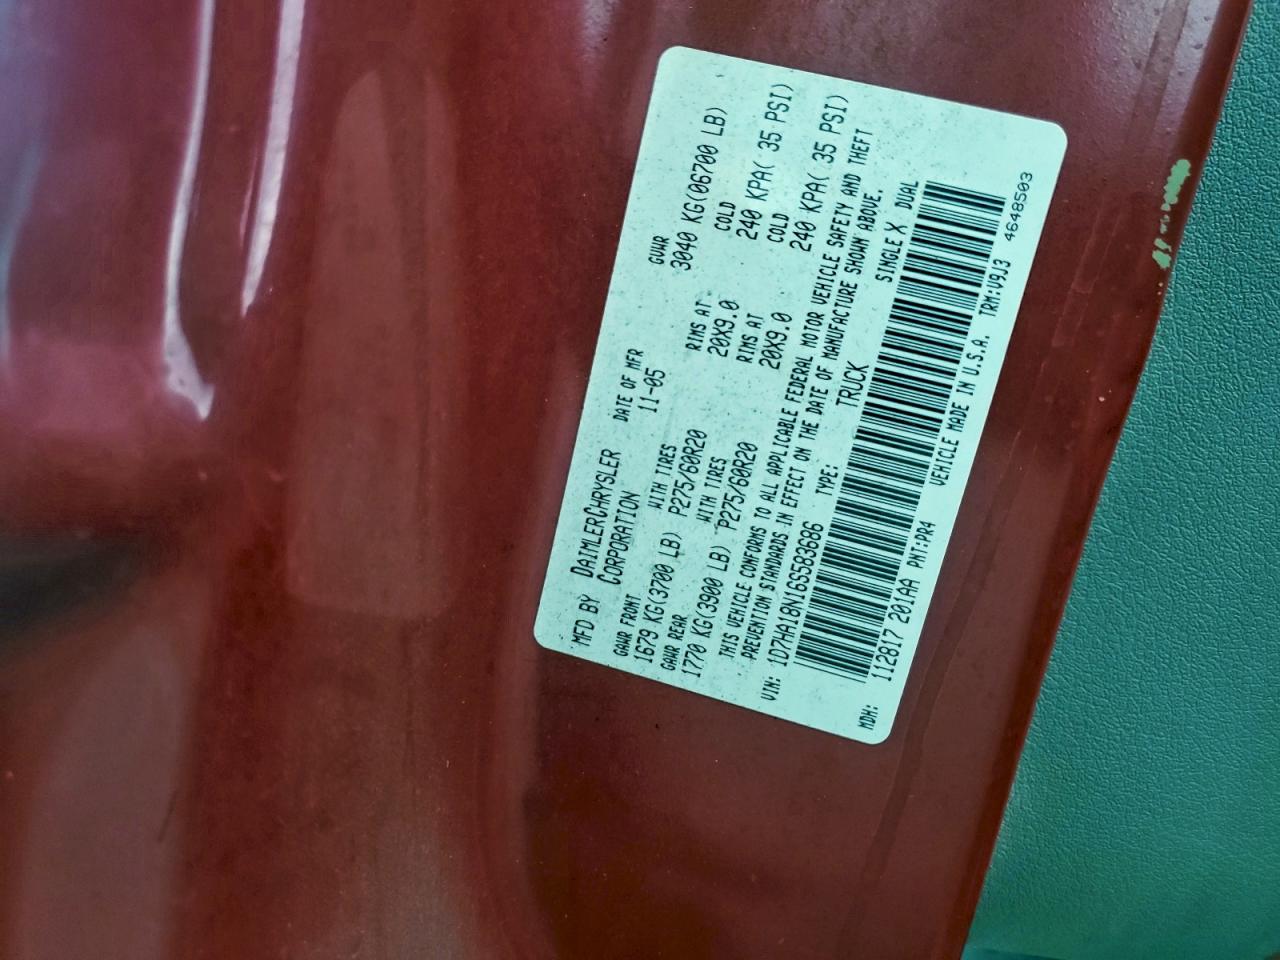 MFD BY DAIMLERCHRYSLER CORPORATION
DATE OF MFR 11-05
GVWR 3040 KG(06700 LB)
GAWR FRONT WITH TIRES RIMS AT COLD
1679 KG(3700 LB) P275/60R20 20X9.0 240 KPA( 35 PSI)
GAWR REAR WITH TIRES RIMS AT COLD
1770 KG(3900 LB) P275/60R20 20X9.0 240 KPA( 35 PSI)
THIS VEHICLE CONFORMS TO ALL APPLICABLE FEDERAL MOTOR VEHICLE SAFETY AND THEFT
PREVENTION STANDARDS IN EFFECT ON THE DATE OF MANUFACTURE SHOWN ABOVE.
VIN: 1D7HA18N16S583686 TYPE: TRUCK SINGLE X DUAL
MDH: 112817 201AA PNT:PR4 VEHICLE MADE IN U.S.A. TRM:V9J3 4648503